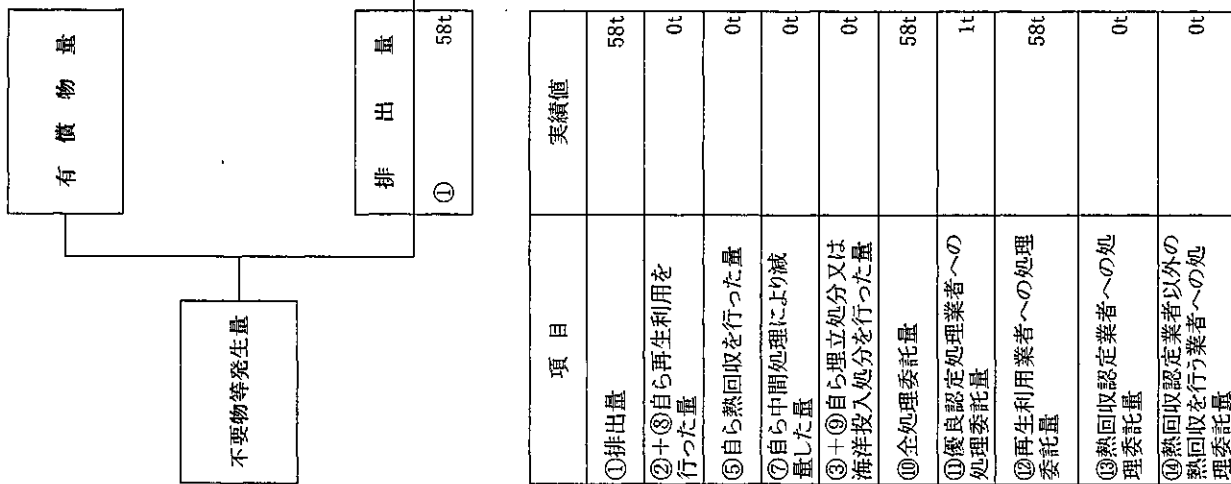 有償物量
不要物等発生量
排出量
① 58t
項目 実績値
①排出量 58t
②+⑧自ら再生利用を
行った量 0t
⑤自ら熱回収を行った量 0t
⑦自ら中間処理により減
量した量 0t
③+⑨自ら埋立処分又は
海洋投入処分を行った量 0t
⑩全処理委託量 58t
⑪優良認定処理業者への
処理委託量 1t
⑫再生利用業者への処理
委託量 58t
⑬熱回収認定業者への処
理委託量 0t
⑭熱回収認定業者以外の
熱回収を行う業者への処
理委託量 0t